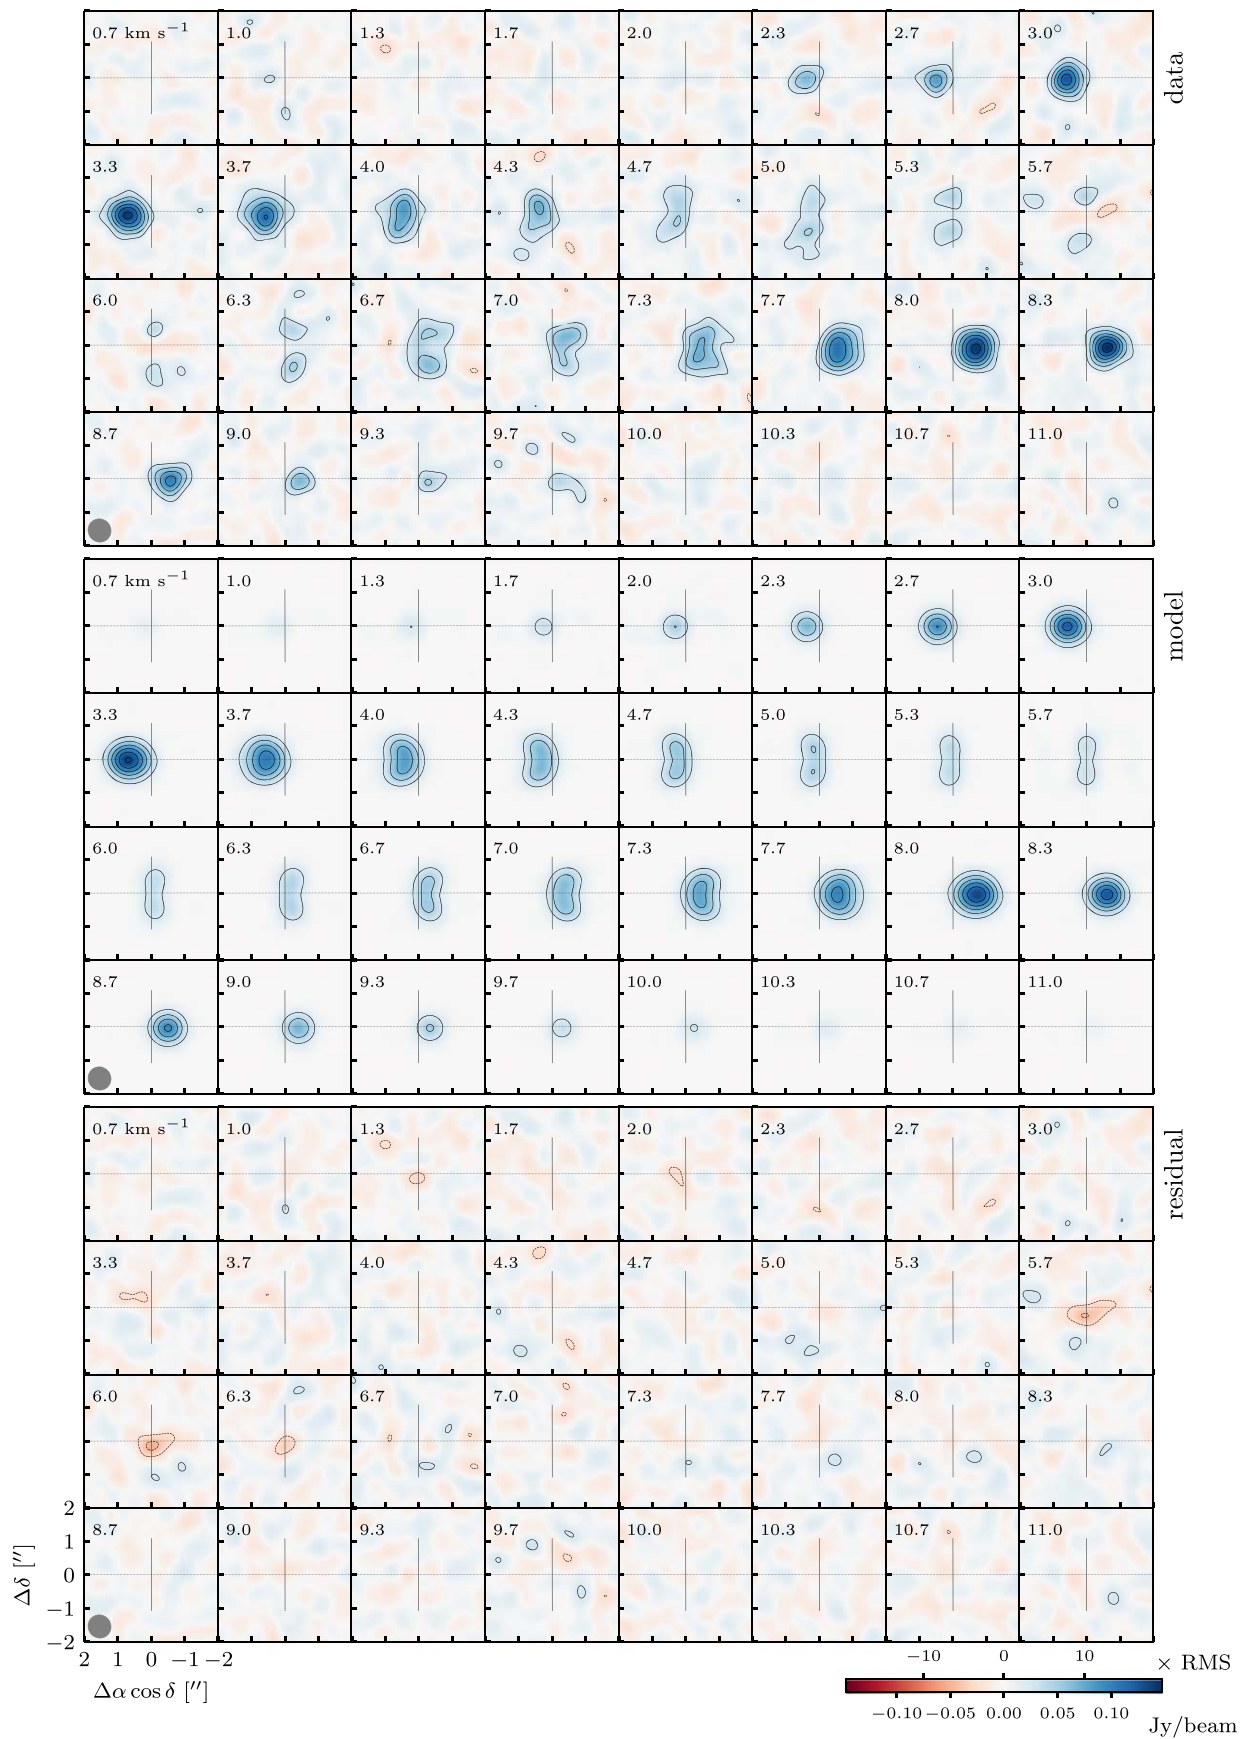 0.7 km s⁻¹ 1.0 1.3 1.7 2.0 2.3 2.7 3.0
data
3.3 3.7 4.0 4.3 4.7 5.0 5.3 5.7
6.0 6.3 6.7 7.0 7.3 7.7 8.0 8.3
8.7 9.0 9.3 9.7 10.0 10.3 10.7 11.0
0.7 km s⁻¹ 1.0 1.3 1.7 2.0 2.3 2.7 3.0
model
3.3 3.7 4.0 4.3 4.7 5.0 5.3 5.7
6.0 6.3 6.7 7.0 7.3 7.7 8.0 8.3
8.7 9.0 9.3 9.7 10.0 10.3 10.7 11.0
0.7 km s⁻¹ 1.0 1.3 1.7 2.0 2.3 2.7 3.0
residual
3.3 3.7 4.0 4.3 4.7 5.0 5.3 5.7
6.0 6.3 6.7 7.0 7.3 7.7 8.0 8.3
8.7 9.0 9.3 9.7 10.0 10.3 10.7 11.0
2
1
0
−1
−2
Δδ [″]
2 1 0 −1 −2
Δα cos δ [″]
−10 0 10 × RMS
−0.10 −0.05 0.00 0.05 0.10
Jy/beam